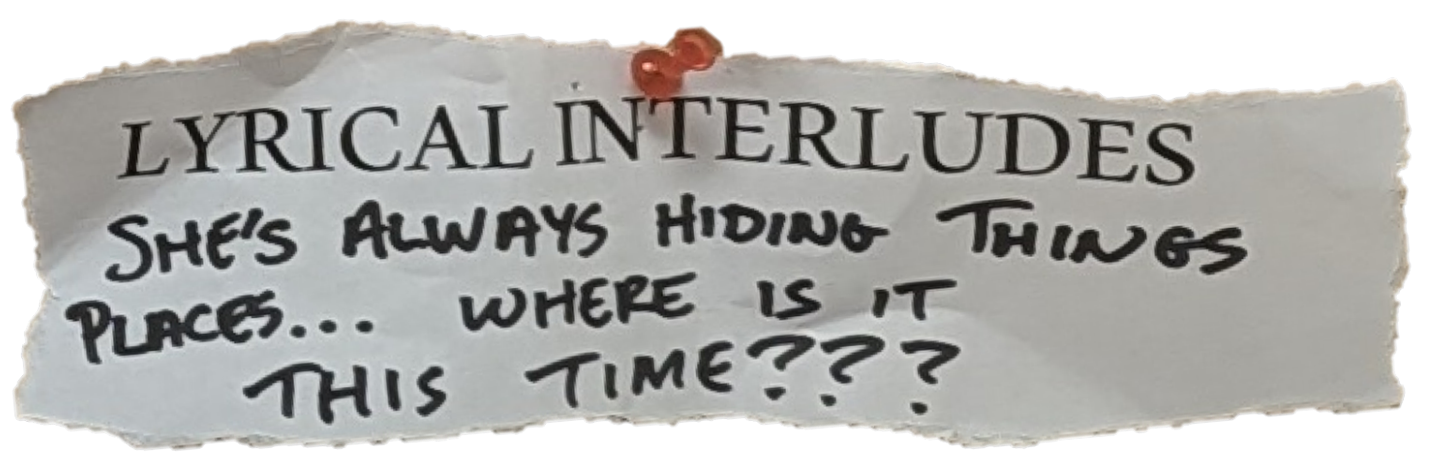 LYRICAL INTERLUDES
SHE'S ALWAYS HIDING THINGS
PLACES... WHERE IS IT
THIS TIME???